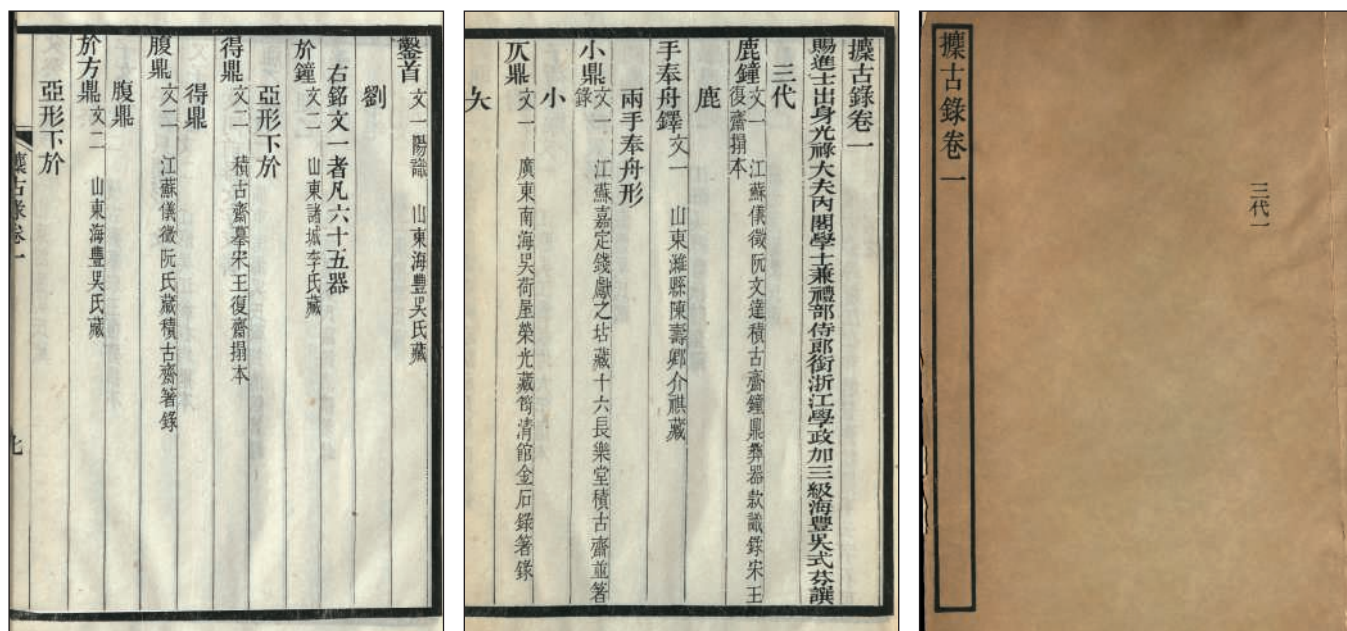 攈古錄卷一
三代一
攈古錄卷一
賜進士出身光祿大夫內閣學士兼禮部侍郎銜浙江學政加三級海豐吳式芬譔
三代
鹿鐘 文一 江蘇儀徵阮文達積古齋鐘鼎彝器款識錄宋王
復齋搨本
鹿
手奉舟鐸 文一 山東濰縣陳壽卿介祺藏
兩手奉舟形
小鼎 文一 江蘇嘉定錢獻之坫藏十六長樂堂積古齋並著
錄
小
仄鼎 文一 廣東南海吳荷屋榮光藏筠清館金石錄著錄
夨
鑿首 文一陽識 山東海豐吳氏藏
劉
右銘文一者凡六十五器
於鐘 文二 山東諸城李氏藏
亞形下於
得鼎 文二 積古齋摹宋王復齋搨本
得鼎
腹鼎 文二 江蘇儀徵阮氏藏積古齋著錄
腹鼎
於方鼎 文二 山東海豐吳氏藏
亞形下於
攈古錄卷一